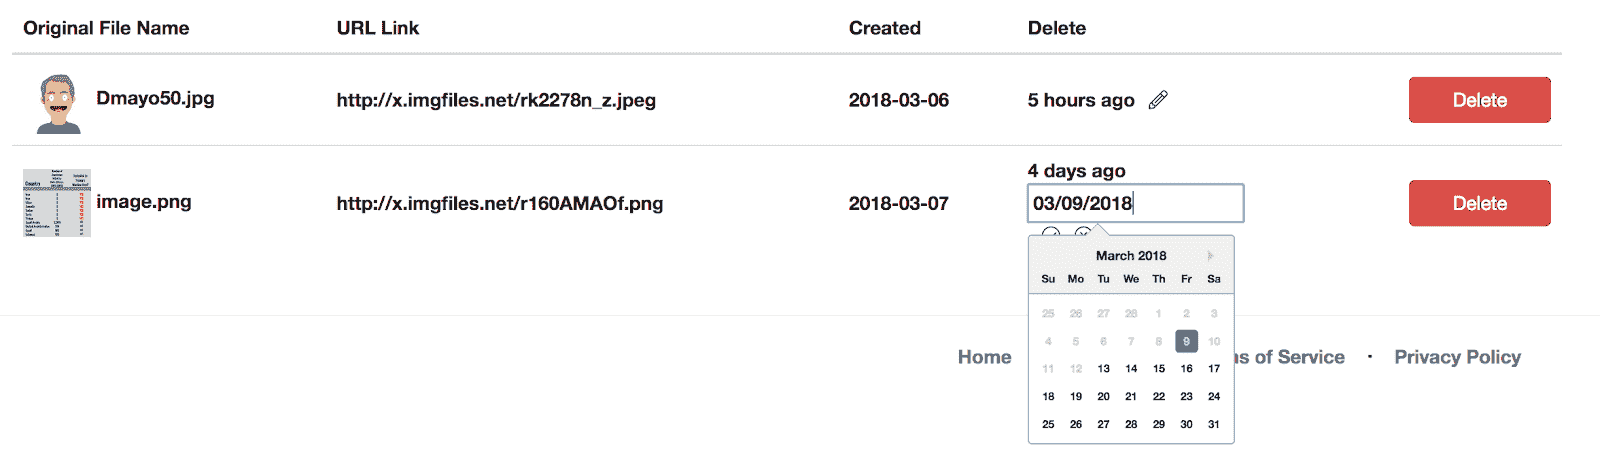 Original File Name URL Link Created Delete
Dmayo50.jpg http://x.imgfiles.net/rk2278n_z.jpeg 2018-03-06 5 hours ago Delete
4 days ago
image.png http://x.imgfiles.net/r160AMAOf.png 2018-03-07 03/09/2018 Delete
March 2018
Su Mo Tu We Th Fr Sa
25 26 27 28 1 2 3
4 5 6 7 8 9 10
11 12 13 14 15 16 17
18 19 20 21 22 23 24
25 26 27 28 29 30 31
Home of Service · Privacy Policy